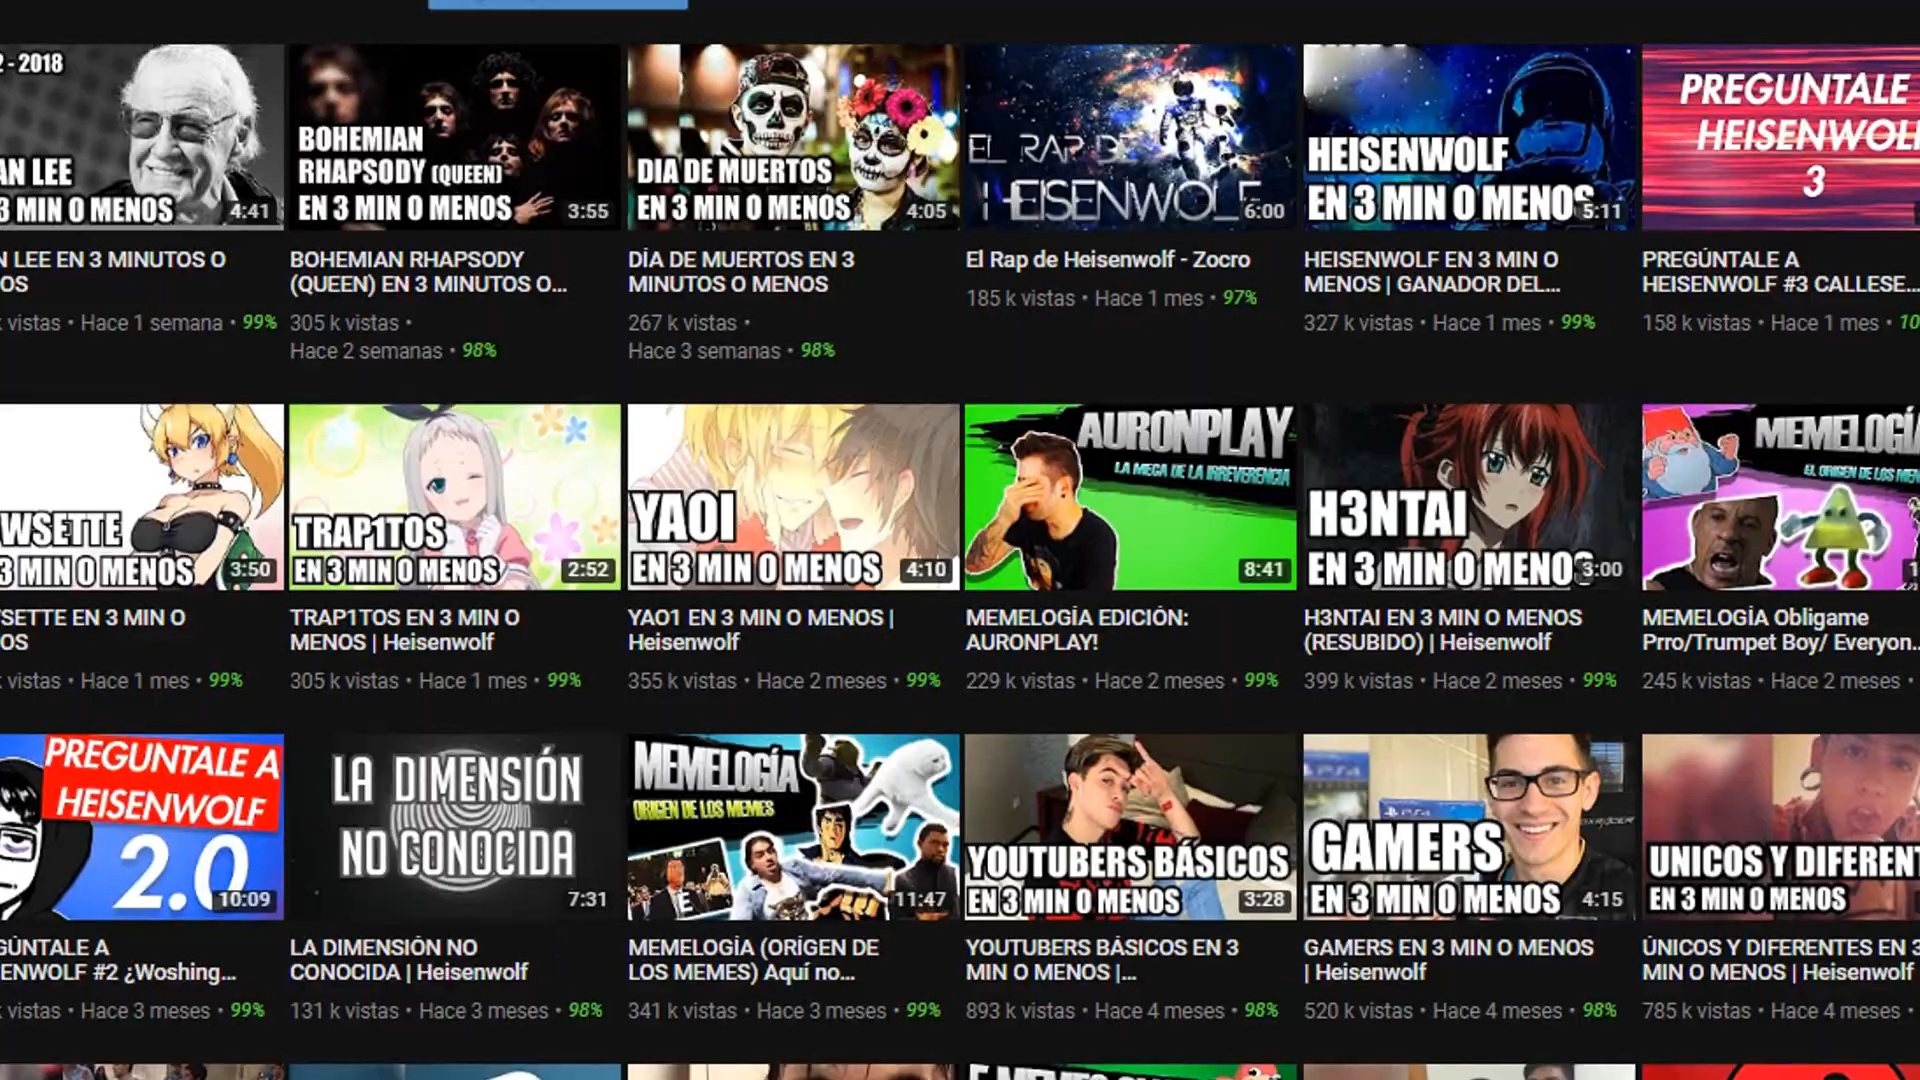 2 - 2018
AN LEE
3 MIN O MENOS
4:41
BOHEMIAN
RHAPSODY (QUEEN)
EN 3 MIN O MENOS
3:55
DIA DE MUERTOS
EN 3 MIN O MENOS
4:05
EL RAP DE
HEISENWOLF
6:00
HEISENWOLF
EN 3 MIN O MENOS
5:11
PREGUNTALE
HEISENWOLF
3
N LEE EN 3 MINUTOS O
OS
k vistas • Hace 1 semana • 99%
BOHEMIAN RHAPSODY
(QUEEN) EN 3 MINUTOS O...
305 k vistas •
Hace 2 semanas • 98%
DÍA DE MUERTOS EN 3
MINUTOS O MENOS
267 k vistas •
Hace 3 semanas • 98%
El Rap de Heisenwolf - Zocro
185 k vistas • Hace 1 mes • 97%
HEISENWOLF EN 3 MIN O
MENOS | GANADOR DEL...
327 k vistas • Hace 1 mes • 99%
PREGÚNTALE A
HEISENWOLF #3 CALLESE...
158 k vistas • Hace 1 mes • 10
WSETTE
3 MIN O MENOS
3:50
TRAP1TOS
EN 3 MIN O MENOS
2:52
YAOI
EN 3 MIN O MENOS
4:10
AURONPLAY
LA MECA DE LA IRREVERENCIA
8:41
H3NTAI
EN 3 MIN O MENOS
3:00
MEMELOGÍA
EL ORIGEN DE LOS MEM
1
SETTE EN 3 MIN O
OS
k vistas • Hace 1 mes • 99%
TRAP1TOS EN 3 MIN O
MENOS | Heisenwolf
305 k vistas • Hace 1 mes • 99%
YAO1 EN 3 MIN O MENOS |
Heisenwolf
355 k vistas • Hace 2 meses • 99%
MEMELOGÍA EDICIÓN:
AURONPLAY!
229 k vistas • Hace 2 meses • 99%
H3NTAI EN 3 MIN O MENOS
(RESUBIDO) | Heisenwolf
399 k vistas • Hace 2 meses • 99%
MEMELOGÍA Obligame
Prro/Trumpet Boy/ Everyon...
245 k vistas • Hace 2 meses •
PREGUNTALE A
HEISENWOLF
2.0
10:09
LA DIMENSIÓN
NO CONOCIDA
7:31
MEMELOGÍA
ORIGEN DE LOS MEMES
11:47
YOUTUBERS BÁSICOS
EN 3 MIN O MENOS
3:28
PS4
GAMERS
EN 3 MIN O MENOS
4:15
UNICOS Y DIFERENT
EN 3 MIN O MENOS
GÚNTALE A
ENWOLF #2 ¿Woshing...
k vistas • Hace 3 meses • 99%
LA DIMENSIÓN NO
CONOCIDA | Heisenwolf
131 k vistas • Hace 3 meses • 98%
MEMELOGÍA (ORÍGEN DE
LOS MEMES) Aquí no...
341 k vistas • Hace 3 meses • 99%
YOUTUBERS BÁSICOS EN 3
MIN O MENOS |...
893 k vistas • Hace 4 meses • 98%
GAMERS EN 3 MIN O MENOS
| Heisenwolf
520 k vistas • Hace 4 meses • 98%
ÚNICOS Y DIFERENTES EN 3
MIN O MENOS | Heisenwolf
785 k vistas • Hace 4 meses •